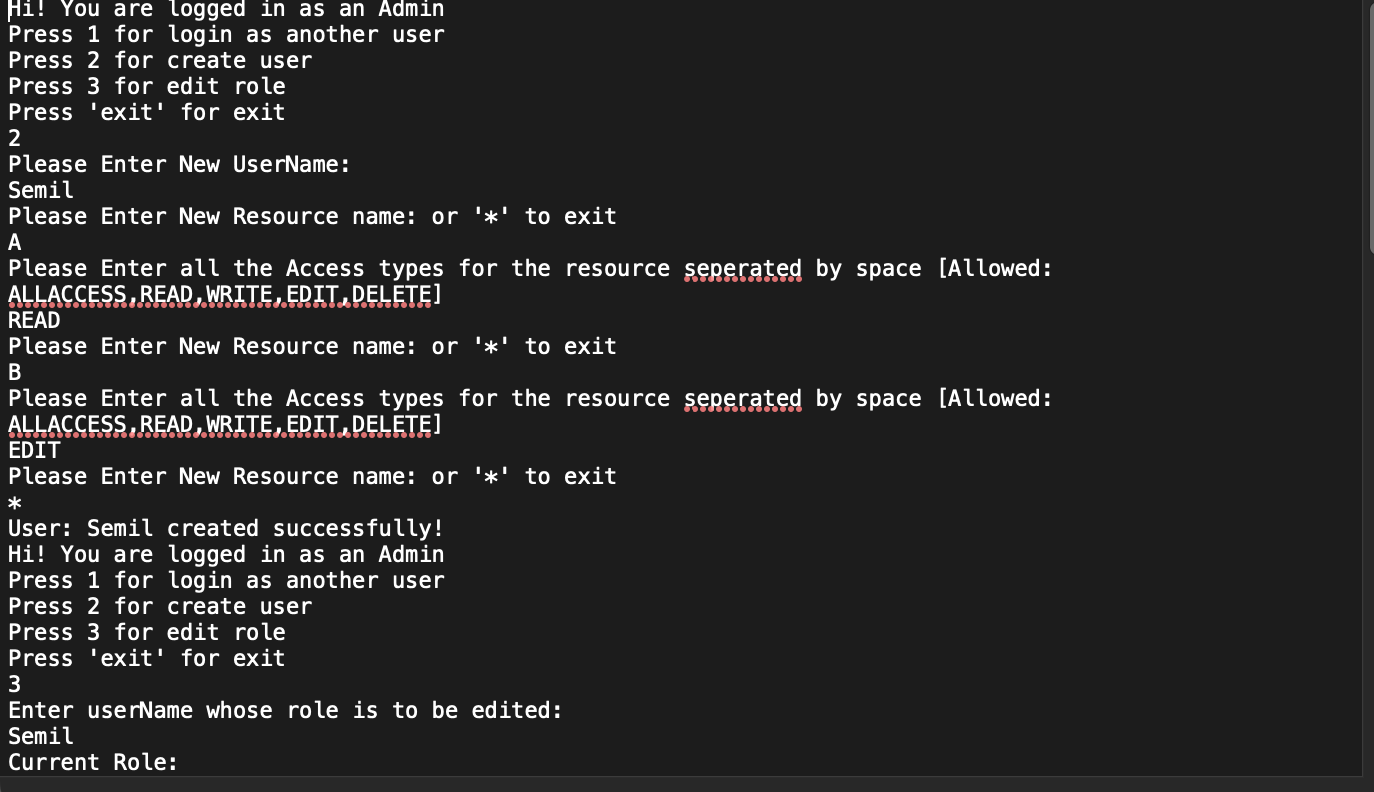 Hi! You are logged in as an Admin
Press 1 for login as another user
Press 2 for create user
Press 3 for edit role
Press 'exit' for exit
2
Please Enter New UserName:
Semil
Please Enter New Resource name: or '*' to exit
A
Please Enter all the Access types for the resource seperated by space [Allowed:
ALLACCESS,READ,WRITE,EDIT,DELETE]
READ
Please Enter New Resource name: or '*' to exit
B
Please Enter all the Access types for the resource seperated by space [Allowed:
ALLACCESS,READ,WRITE,EDIT,DELETE]
EDIT
Please Enter New Resource name: or '*' to exit
*
User: Semil created successfully!
Hi! You are logged in as an Admin
Press 1 for login as another user
Press 2 for create user
Press 3 for edit role
Press 'exit' for exit
3
Enter userName whose role is to be edited:
Semil
Current Role: